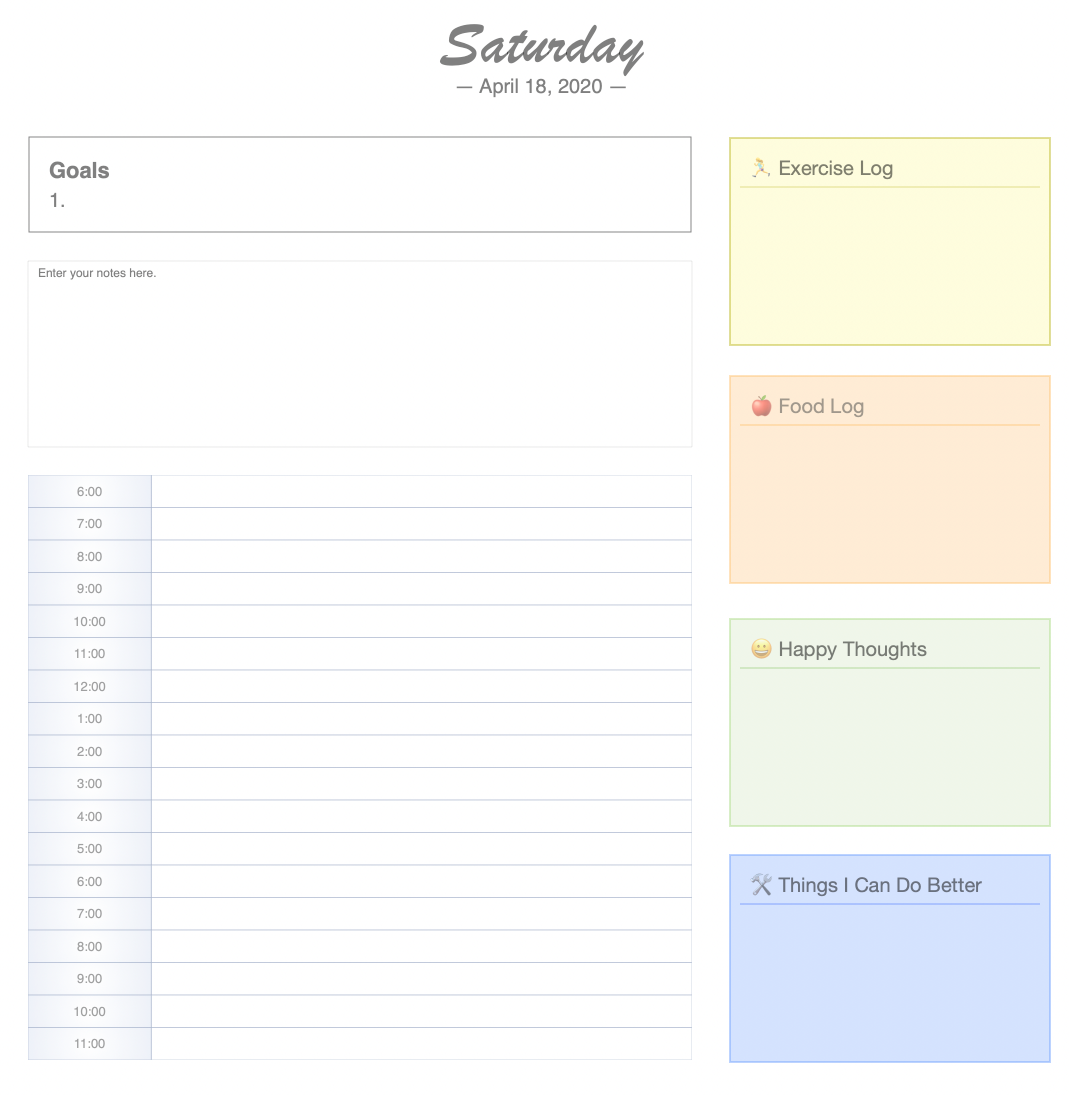 Saturday
— April 18, 2020 —
Goals
1.
Enter your notes here.
6:00
7:00
8:00
9:00
10:00
11:00
12:00
1:00
2:00
3:00
4:00
5:00
6:00
7:00
8:00
9:00
10:00
11:00
🏃 Exercise Log
🍎 Food Log
😀 Happy Thoughts
🛠 Things I Can Do Better